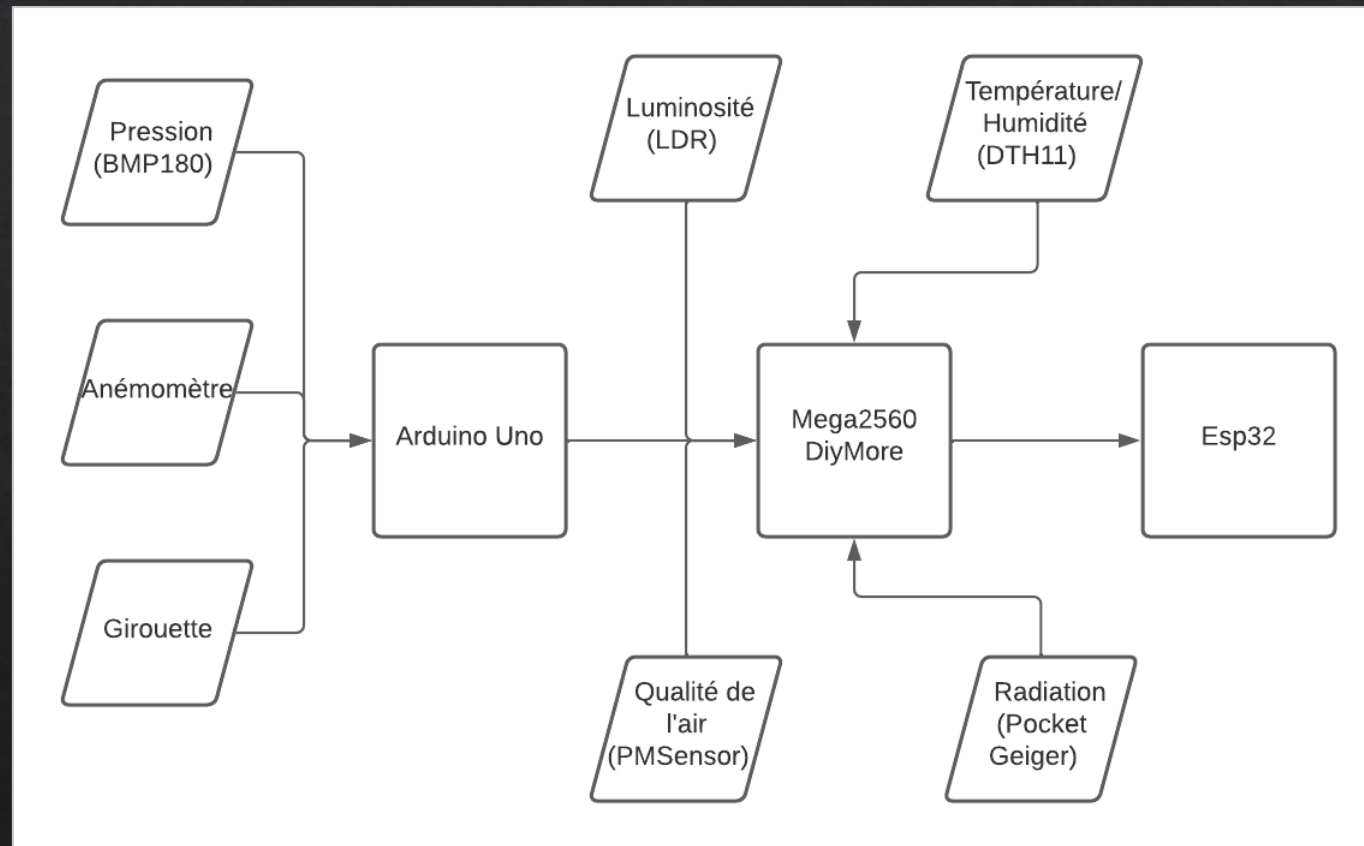 Pression
(BMP180)
Luminosité
(LDR)
Température/
Humidité
(DTH11)
Anémomètre
Arduino Uno
Mega2560
DiyMore
Esp32
Girouette
Qualité de
l'air
(PMSensor)
Radiation
(Pocket
Geiger)